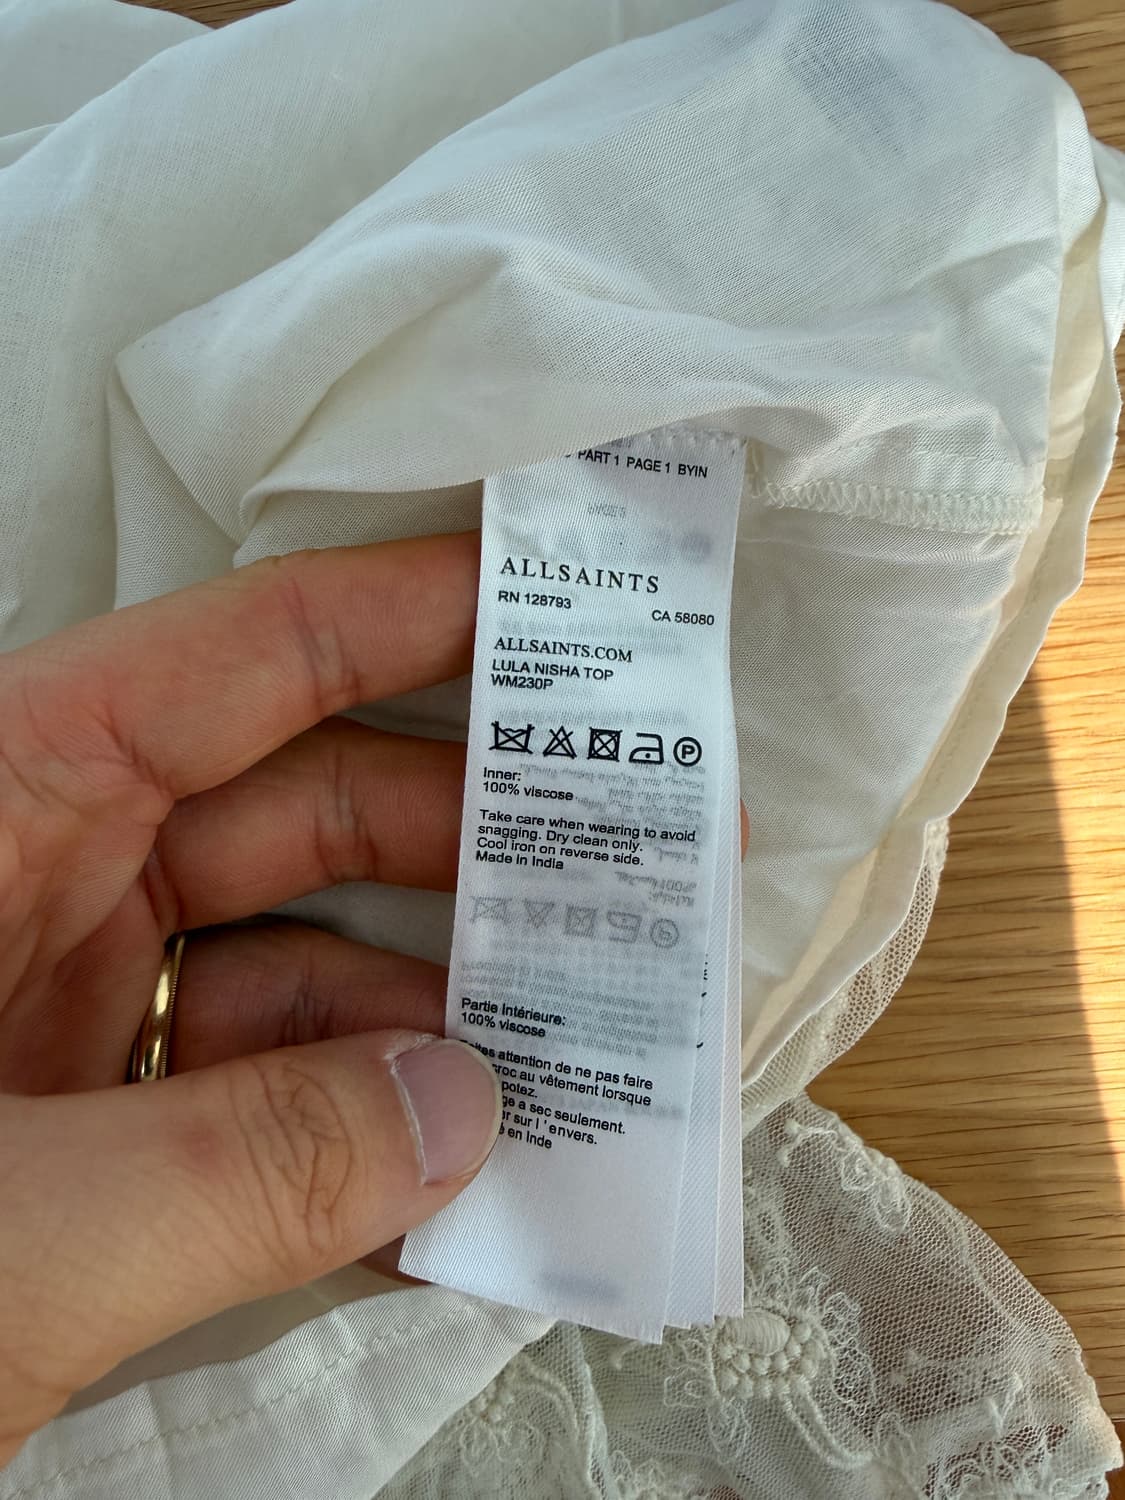 PART 1 PAGE 1 BYIN
ALLSAINTS
RN 128793
CA 58080
ALLSAINTS.COM
LULA NISHA TOP
WM230P
P
Inner:
100% viscose
Take care when wearing to avoid
snagging. Dry clean only.
Cool iron on reverse side.
Made in India
Partie Intérieure:
100% viscose
attention de ne pas faire
au vêtement lorsque
a sec seulement.
sur l'envers.
en Inde